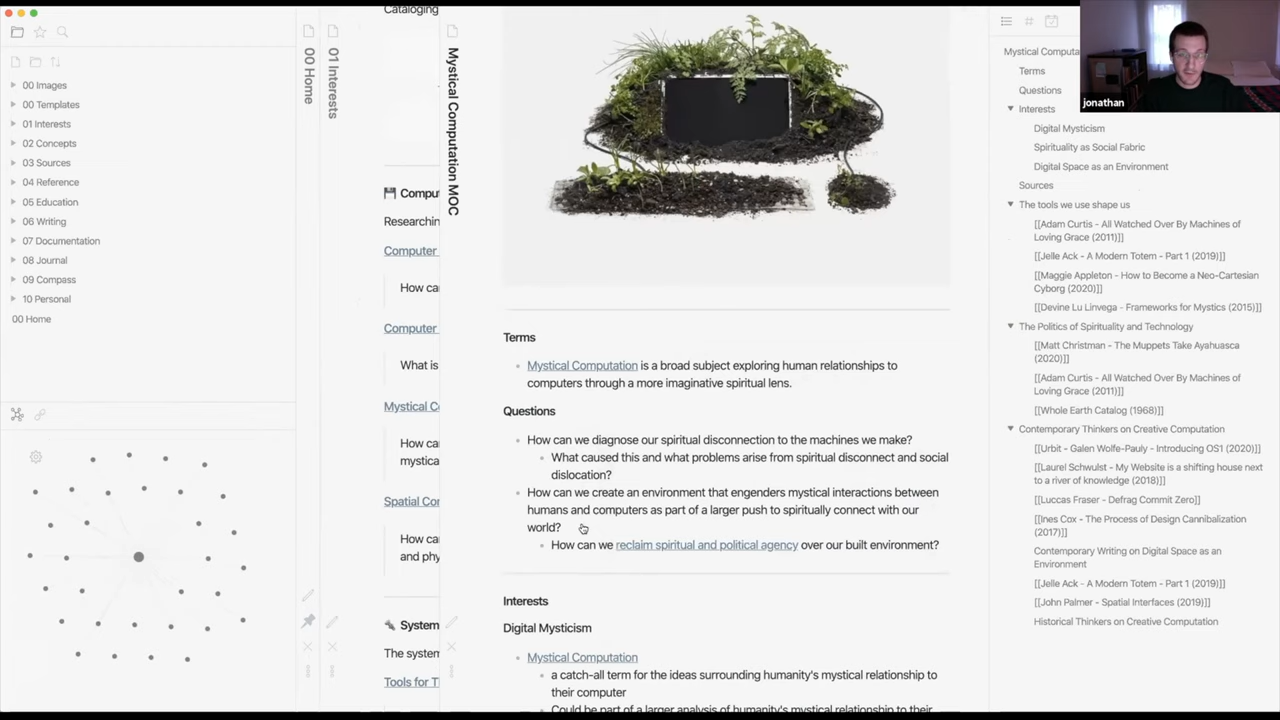 00 Images
00 Templates
01 Interests
02 Concepts
03 Sources
04 Reference
05 Education
06 Writing
07 Documentation
08 Journal
09 Compass
10 Personal
00 Home
00 Home
01 Interests
Cataloging
Compu
Researchin
Computer
How ca
Computer
What is
Mystical C
How ca
mystica
Spatial Co
How ca
and phy
System
The system
Tools for T
Mystical Computation MOC
Terms
Mystical Computation is a broad subject exploring human relationships to
computers through a more imaginative spiritual lens.
Questions
How can we diagnose our spiritual disconnection to the machines we make?
What caused this and what problems arise from spiritual disconnect and social
dislocation?
How can we create an environment that engenders mystical interactions between
humans and computers as part of a larger push to spiritually connect with our
world?
How can we reclaim spiritual and political agency over our built environment?
Interests
Digital Mysticism
Mystical Computation
a catch-all term for the ideas surrounding humanity's mystical relationship to
their computer
Could be part of a larger analysis of humanity's mystical relationship to their
Mystical Computa
Terms
Questions
Interests
Digital Mysticism
Spirituality as Social Fabric
Digital Space as an Environment
Sources
The tools we use shape us
[[Adam Curtis - All Watched Over By Machines of
Loving Grace (2011)]]
[[Jelle Ack - A Modern Totem - Part 1 (2019)]]
[[Maggie Appleton - How to Become a Neo-Cartesian
Cyborg (2020)]]
[[Devine Lu Linvega - Frameworks for Mystics (2015)]]
The Politics of Spirituality and Technology
[[Matt Christman - The Muppets Take Ayahuasca
(2020)]]
[[Adam Curtis - All Watched Over By Machines of
Loving Grace (2011)]]
[[Whole Earth Catalog (1968)]]
Contemporary Thinkers on Creative Computation
[[Urbit - Galen Wolfe-Pauly - Introducing OS1 (2020)]]
[[Laurel Schwulst - My Website is a shifting house next
to a river of knowledge (2018)]]
[[Luccas Fraser - Defrag Commit Zero]]
[[Ines Cox - The Process of Design Cannibalization
(2017)]]
Contemporary Writing on Digital Space as an
Environment
[[Jelle Ack - A Modern Totem - Part 1 (2019)]]
[[John Palmer - Spatial Interfaces (2019)]]
Historical Thinkers on Creative Computation
jonathan